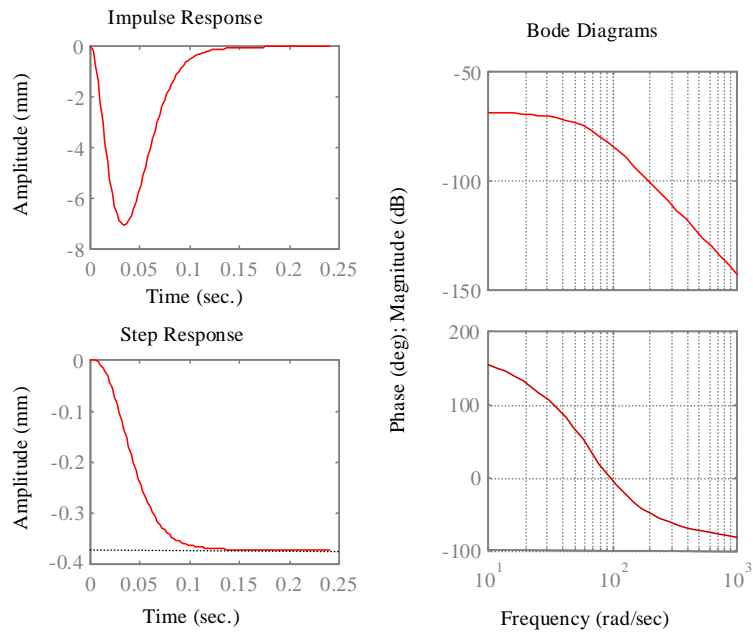 Impulse Response
Amplitude (mm)
0
-2
-4
-6
-8
0 0.05 0.1 0.15 0.2 0.25
Time (sec.)
Step Response
Amplitude (mm)
0
-0.1
-0.2
-0.3
-0.4
0 0.05 0.1 0.15 0.2 0.25
Time (sec.)
Bode Diagrams
Phase (deg); Magnitude (dB)
-50
-100
-150
200
100
0
-100
10¹ 10² 10³
Frequency (rad/sec)